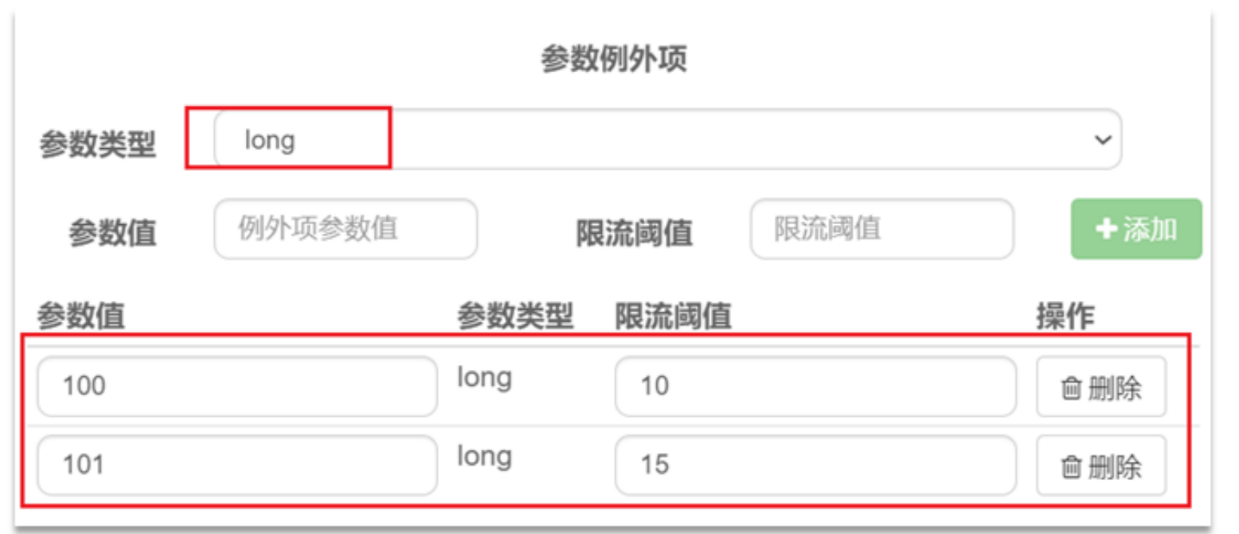 参数例外项
参数类型 long
参数值 例外项参数值 限流阈值 限流阈值 +添加
参数值 参数类型 限流阈值 操作
100 long 10 删除
101 long 15 删除